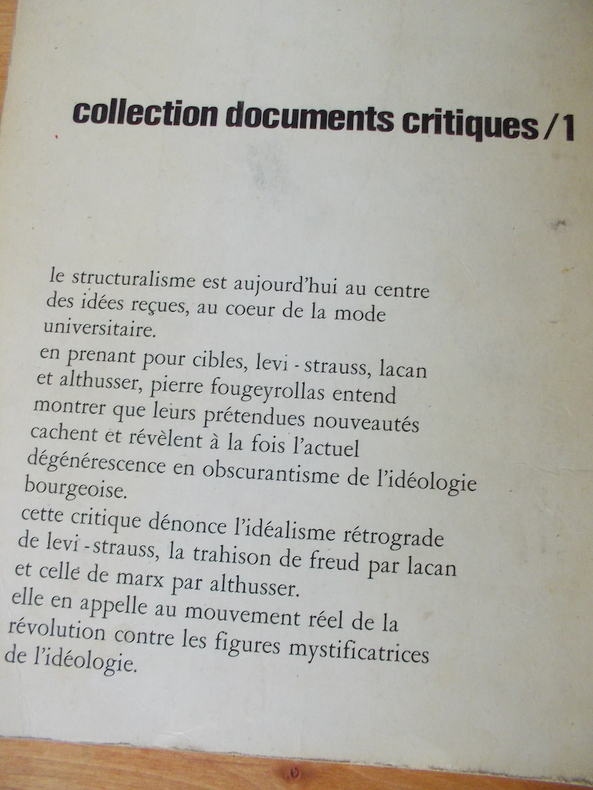 collection documents critiques/1
le structuralisme est aujourd'hui au centre
des idées reçues, au coeur de la mode
universitaire.
en prenant pour cibles, levi-strauss, lacan
et althusser, pierre fougeyrollas entend
montrer que leurs prétendues nouveautés
cachent et révèlent à la fois l'actuel
dégénérescence en obscurantisme de l'idéologie
bourgeoise.
cette critique dénonce l'idéalisme rétrograde
de levi-strauss, la trahison de freud par lacan
et celle de marx par althusser.
elle en appelle au mouvement réel de la
révolution contre les figures mystificatrices
de l'idéologie.